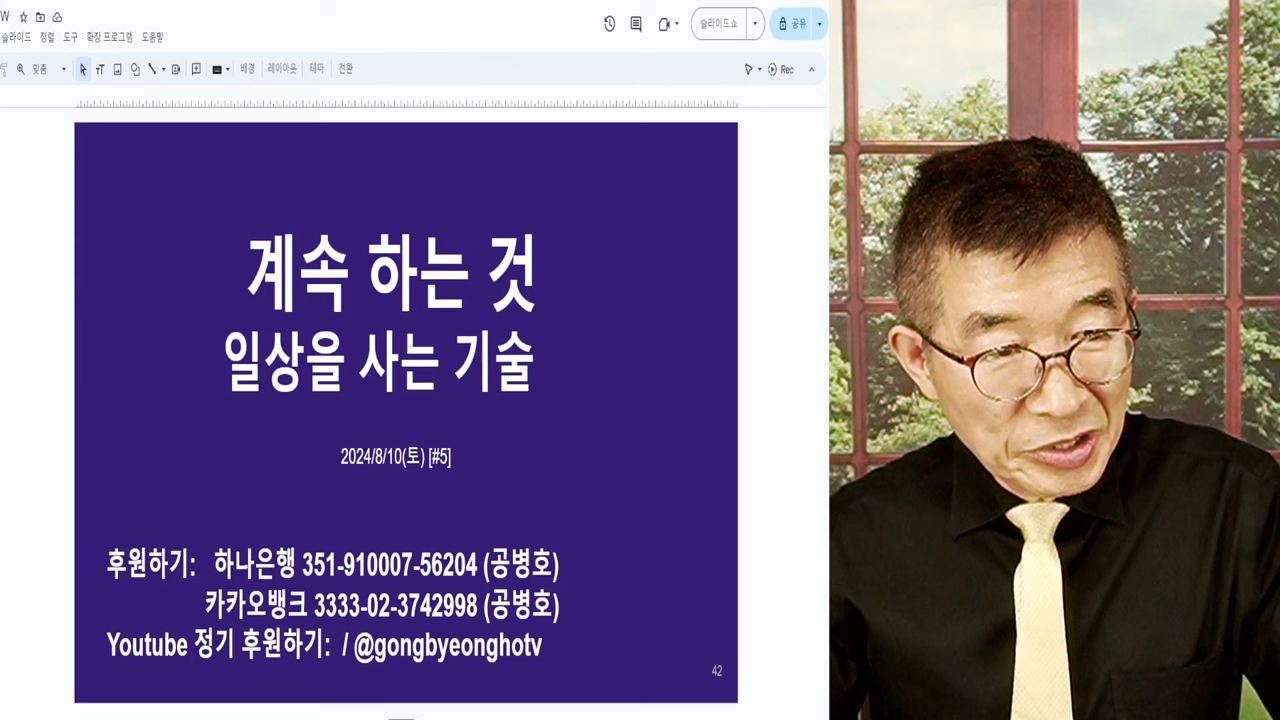 W
슬라이드 정렬 도구 확장 프로그램 도움말
슬라이드쇼
공유
맞춤
배경 레이아웃 테마 전환
Rec
계속 하는 것
일상을 사는 기술
2024/8/10(토) [#5]
후원하기: 하나은행 351-910007-56204 (공병호)
카카오뱅크 3333-02-3742998 (공병호)
Youtube 정기 후원하기: / @gongbyeonghotv
42